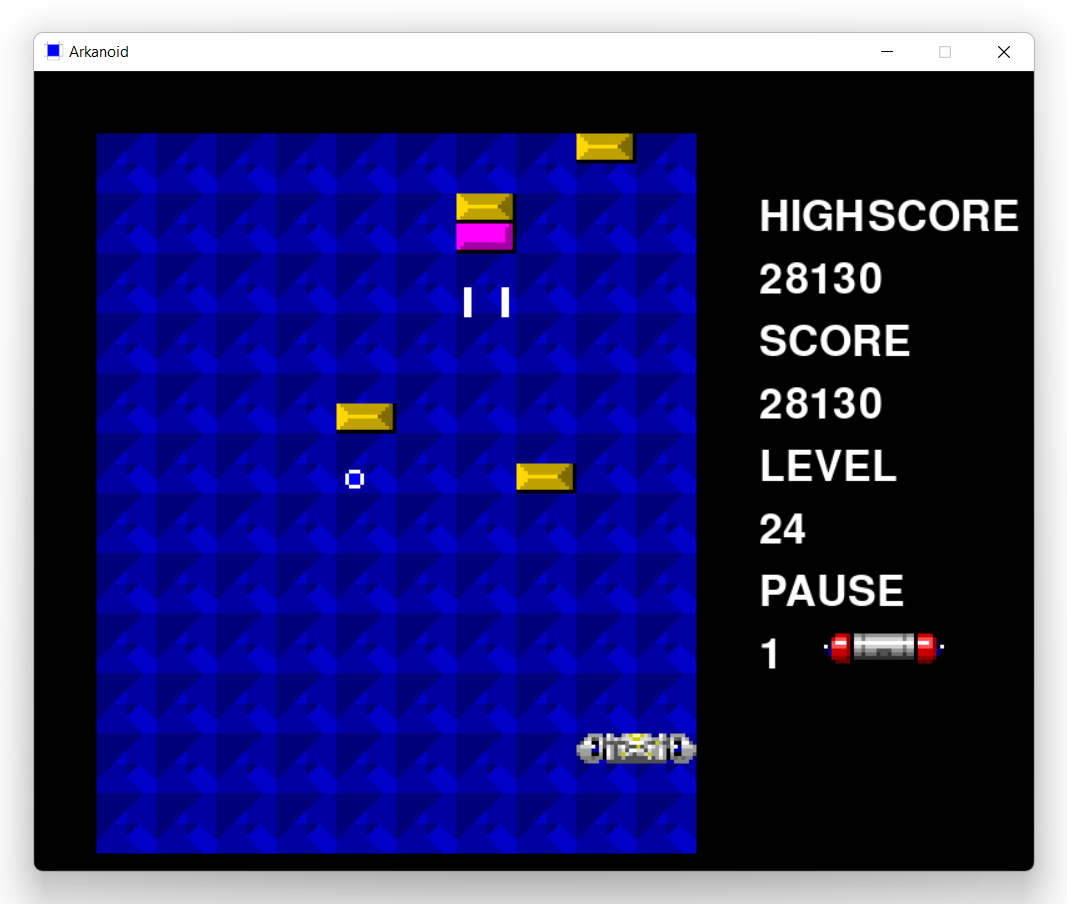 Arkanoid
HIGHSCORE
28130
SCORE
28130
LEVEL
24
PAUSE
1